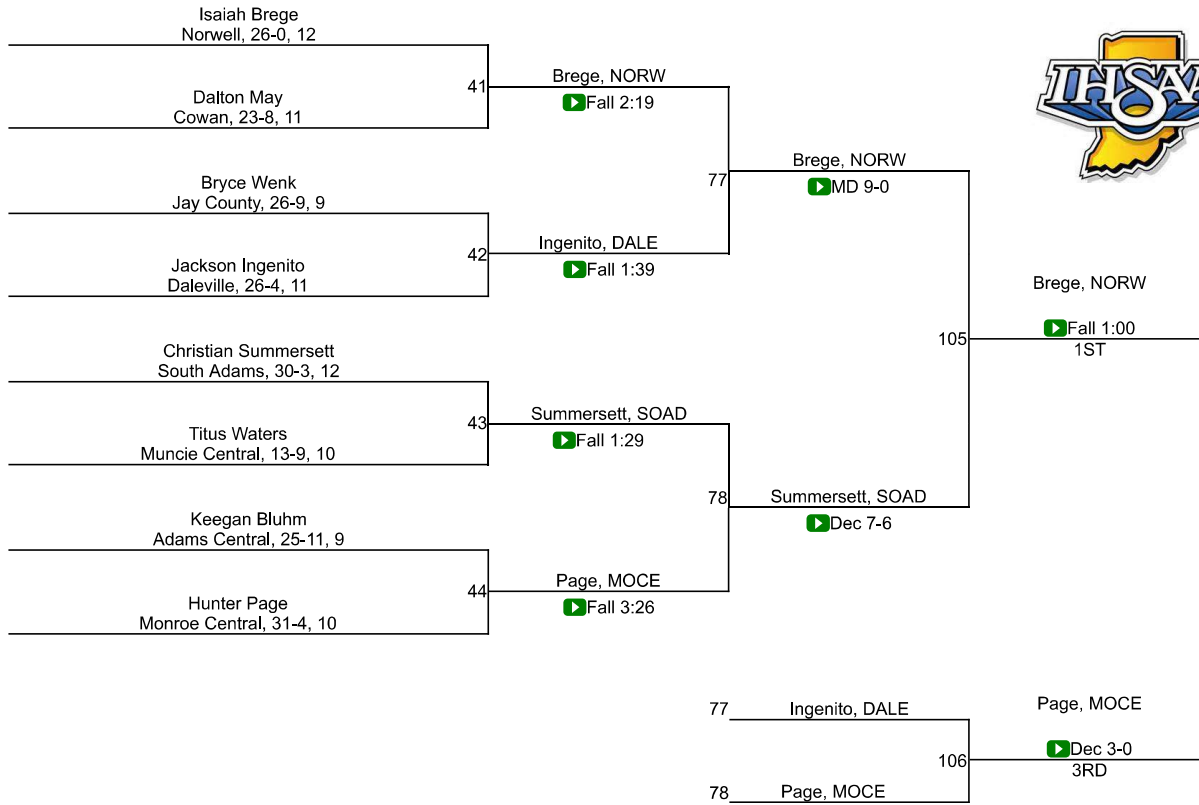 Isaiah Brege
Norwell, 26-0, 12
41
Dalton May
Cowan, 23-8, 11
Brege, NORW
Fall 2:19
77
Bryce Wenk
Jay County, 26-9, 9
42
Jackson Ingenito
Daleville, 26-4, 11
Ingenito, DALE
Fall 1:39
Brege, NORW
MD 9-0
105
Christian Summersett
South Adams, 30-3, 12
43
Titus Waters
Muncie Central, 13-9, 10
Summersett, SOAD
Fall 1:29
78
Keegan Bluhm
Adams Central, 25-11, 9
44
Hunter Page
Monroe Central, 31-4, 10
Page, MOCE
Fall 3:26
Summersett, SOAD
Dec 7-6
IHSAA
Brege, NORW
Fall 1:00
1ST
77
Ingenito, DALE
106
78
Page, MOCE
Page, MOCE
Dec 3-0
3RD